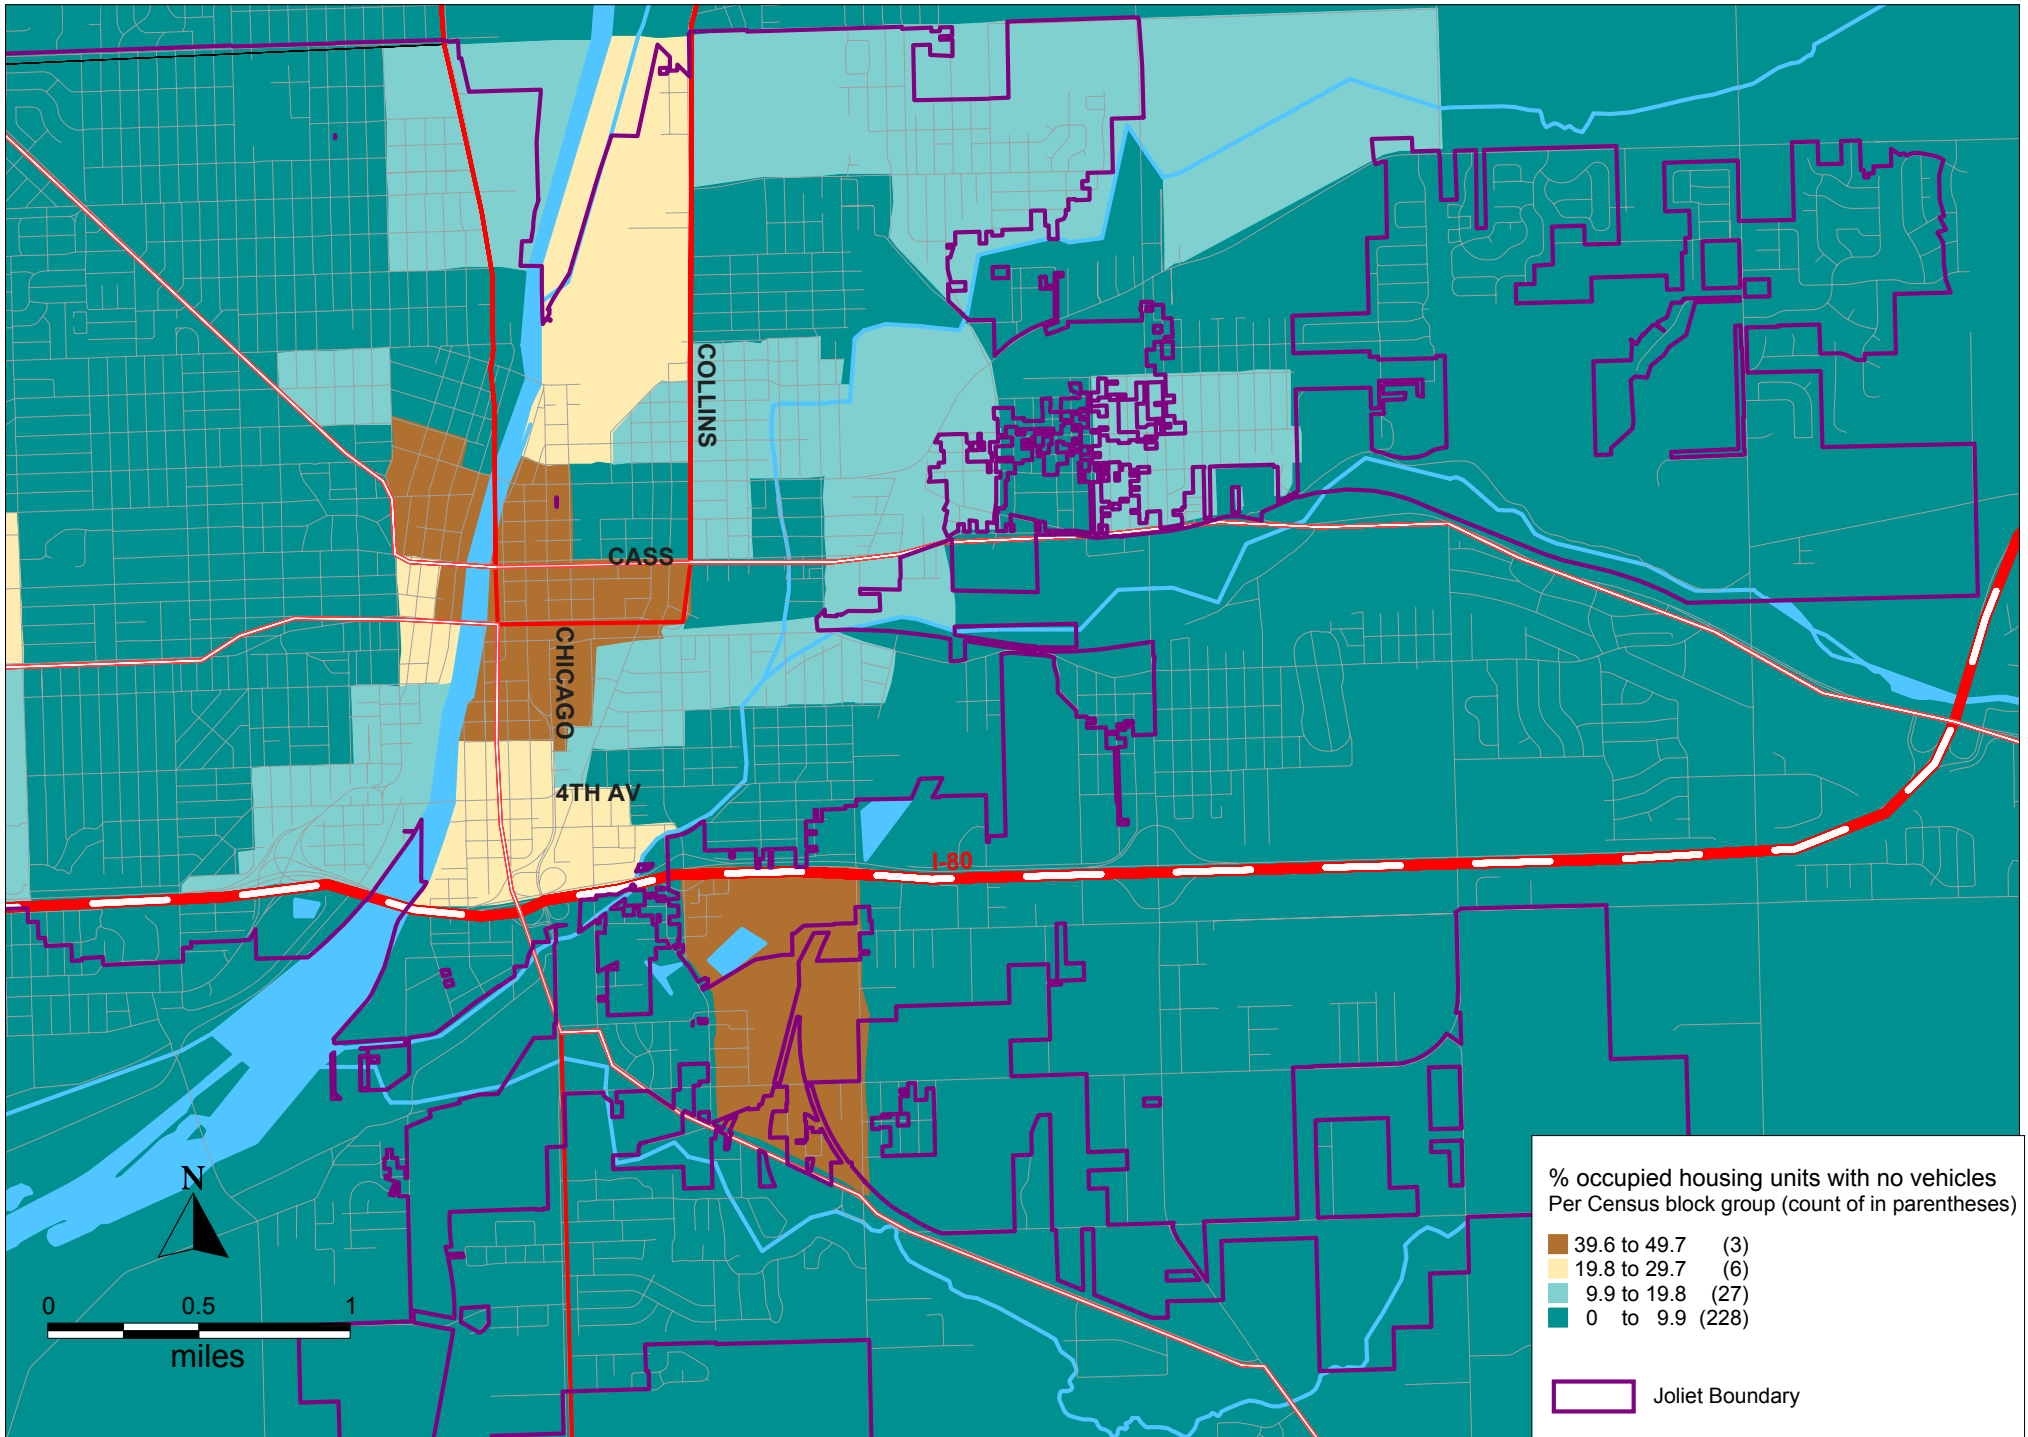 COLLINS
CASS
CHICAGO
4TH AV
I-80
N
0 0.5 1
miles
% occupied housing units with no vehicles
Per Census block group (count of in parentheses)
39.6 to 49.7 (3)
19.8 to 29.7 (6)
9.9 to 19.8 (27)
0 to 9.9 (228)
Joliet Boundary